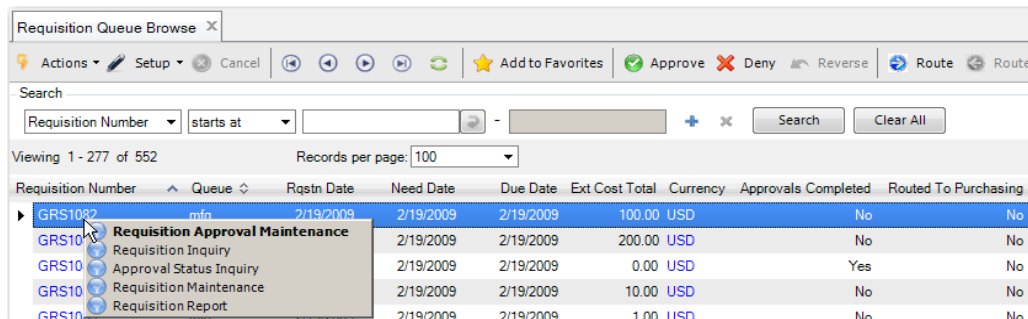 Requisition Queue Browse
Actions Setup Cancel Add to Favorites Approve Deny Reverse Route Route
Search
Requisition Number starts at - Search Clear All
Viewing 1 - 277 of 552 Records per page: 100
Requisition Number Queue Rqstn Date Need Date Due Date Ext Cost Total Currency Approvals Completed Routed To Purchasing
GRS1082 mfg 2/19/2009 2/19/2009 2/19/2009 100.00 USD No No
Requisition Approval Maintenance
GRS10 2/19/2009 2/19/2009 200.00 USD No No
Requisition Inquiry
GRS10 2/19/2009 2/19/2009 0.00 USD Yes No
Approval Status Inquiry
GRS10 2/19/2009 2/19/2009 10.00 USD No No
Requisition Maintenance
Requisition Report
GRS10 2/19/2009 2/19/2009 1.00 USD No No